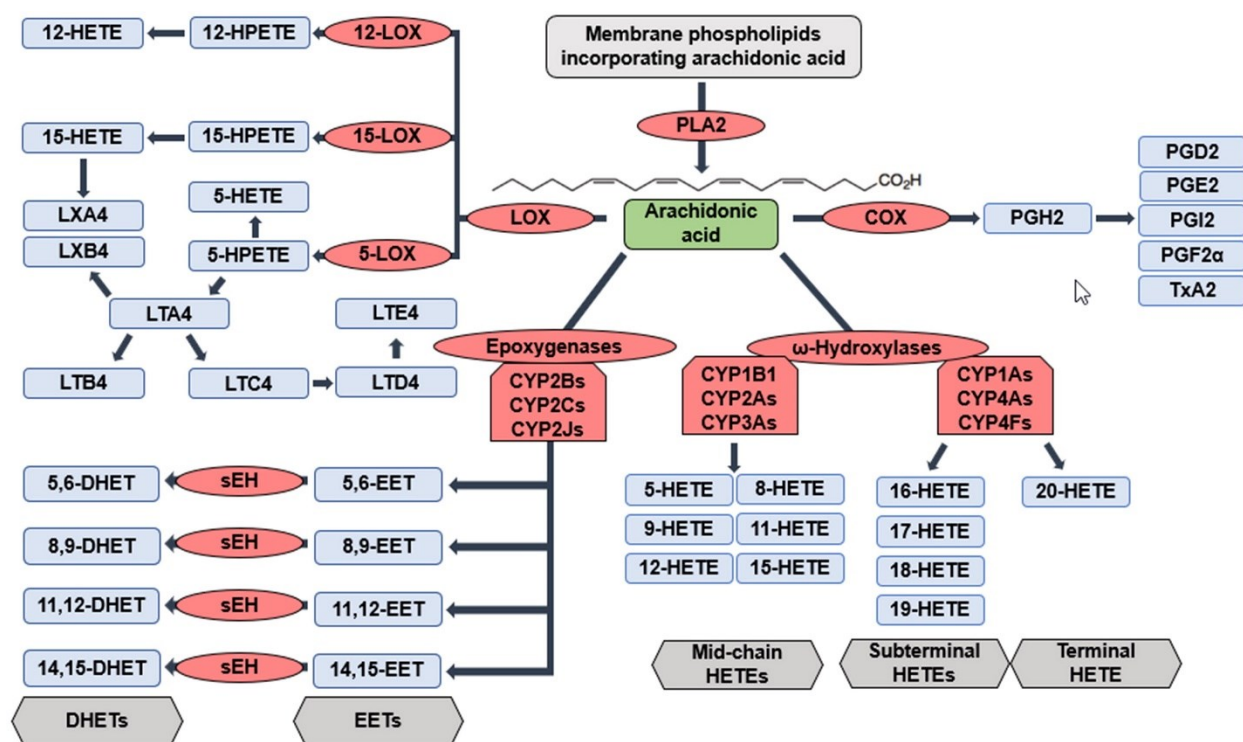 12-HETE
12-HPETE
12-LOX
Membrane phospholipids
incorporating arachidonic acid
PLA2
15-HETE
15-HPETE
15-LOX
5-HETE
LXA4
LXB4
5-HPETE
5-LOX
LOX
CO₂H
Arachidonic
acid
COX
PGH2
PGD2
PGE2
PGI2
PGF2α
TxA2
LTA4
LTE4
LTB4
LTC4
LTD4
Epoxygenases
CYP2Bs
CYP2Cs
CYP2Js
ω-Hydroxylases
CYP1B1
CYP2As
CYP3As
CYP1As
CYP4As
CYP4Fs
5,6-DHET
sEH
5,6-EET
8,9-DHET
sEH
8,9-EET
11,12-DHET
sEH
11,12-EET
14,15-DHET
sEH
14,15-EET
DHETs
EETs
5-HETE
8-HETE
9-HETE
11-HETE
12-HETE
15-HETE
Mid-chain
HETEs
16-HETE
17-HETE
18-HETE
19-HETE
Subterminal
HETEs
20-HETE
Terminal
HETE